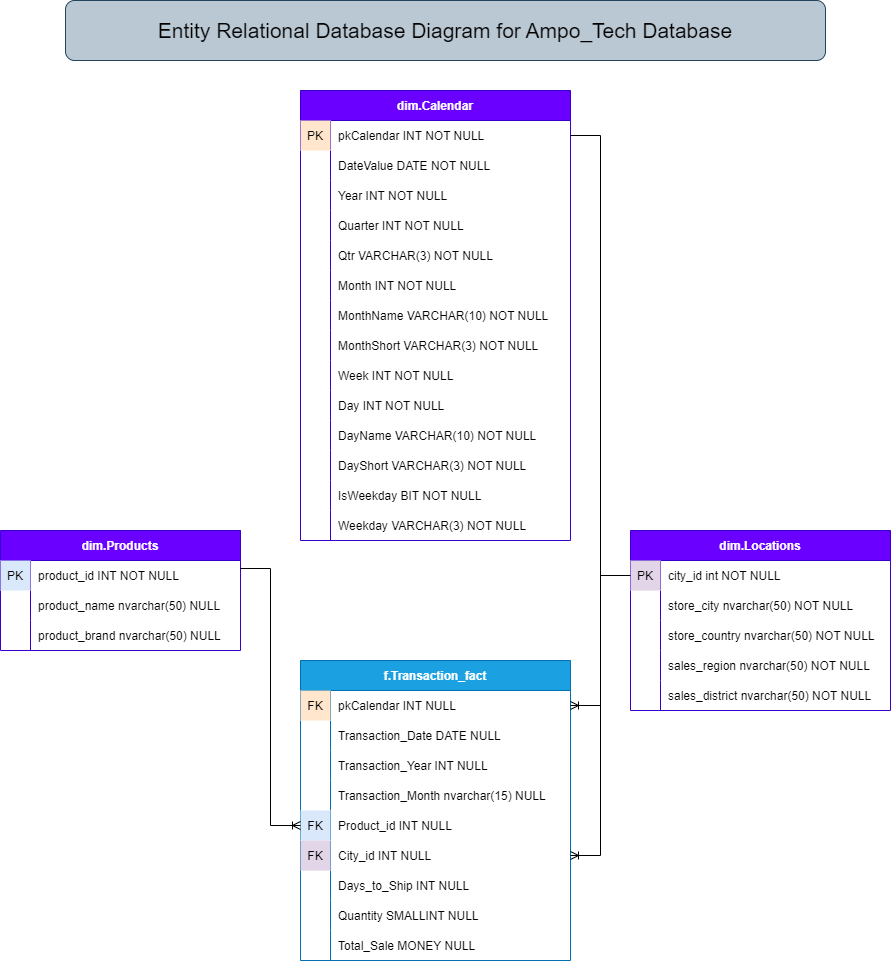 Entity Relational Database Diagram for Ampo_Tech Database
dim.Calendar
PK pkCalendar INT NOT NULL
DateValue DATE NOT NULL
Year INT NOT NULL
Quarter INT NOT NULL
Qtr VARCHAR(3) NOT NULL
Month INT NOT NULL
MonthName VARCHAR(10) NOT NULL
MonthShort VARCHAR(3) NOT NULL
Week INT NOT NULL
Day INT NOT NULL
DayName VARCHAR(10) NOT NULL
DayShort VARCHAR(3) NOT NULL
IsWeekday BIT NOT NULL
Weekday VARCHAR(3) NOT NULL
dim.Products
PK product_id INT NOT NULL
product_name nvarchar(50) NULL
product_brand nvarchar(50) NULL
dim.Locations
PK city_id int NOT NULL
store_city nvarchar(50) NOT NULL
store_country nvarchar(50) NOT NULL
sales_region nvarchar(50) NOT NULL
sales_district nvarchar(50) NOT NULL
f.Transaction_fact
FK pkCalendar INT NULL
Transaction_Date DATE NULL
Transaction_Year INT NULL
Transaction_Month nvarchar(15) NULL
FK Product_id INT NULL
FK City_id INT NULL
Days_to_Ship INT NULL
Quantity SMALLINT NULL
Total_Sale MONEY NULL